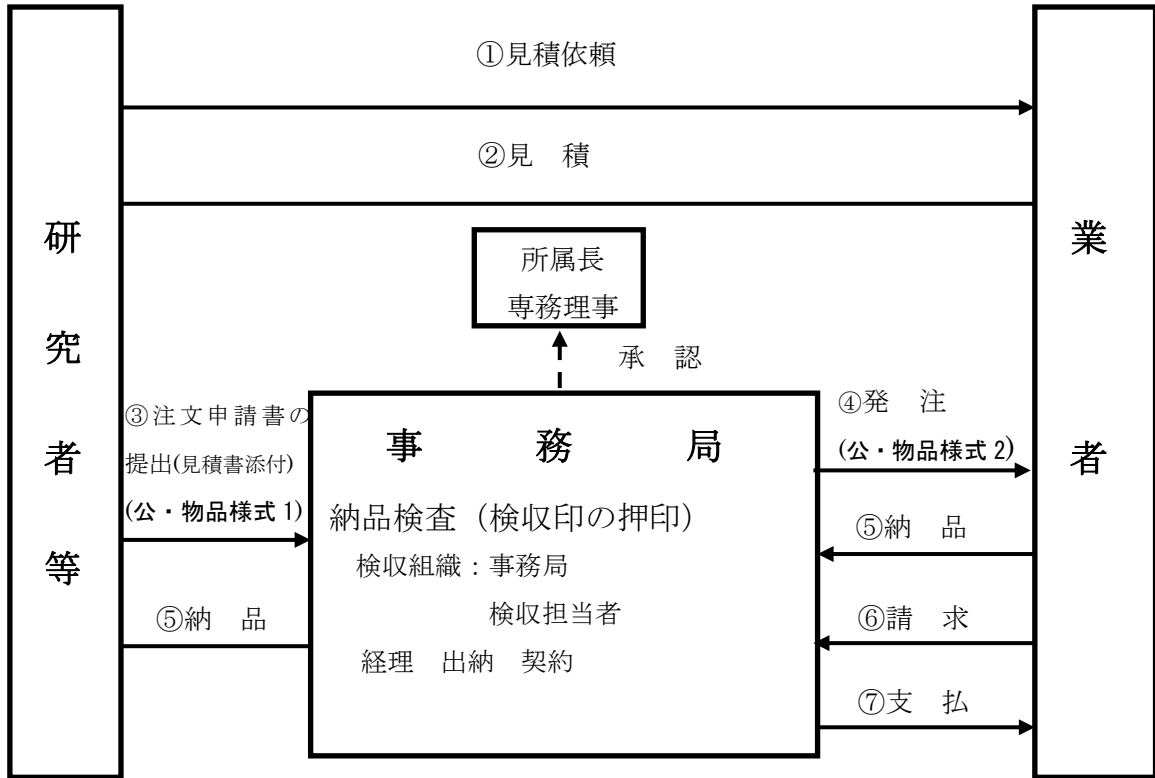 ①見積依頼
②見　積
研究者等
業者
所属長
専務理事
承　認
③注文申請書の
提出(見積書添付)
(公・物品様式 1)
⑤納　品
事　務　局
納品検査（検収印の押印）
検収組織：事務局
検収担当者
経理　出納　契約
④発　注
(公・物品様式 2)
⑤納　品
⑥請　求
⑦支　払